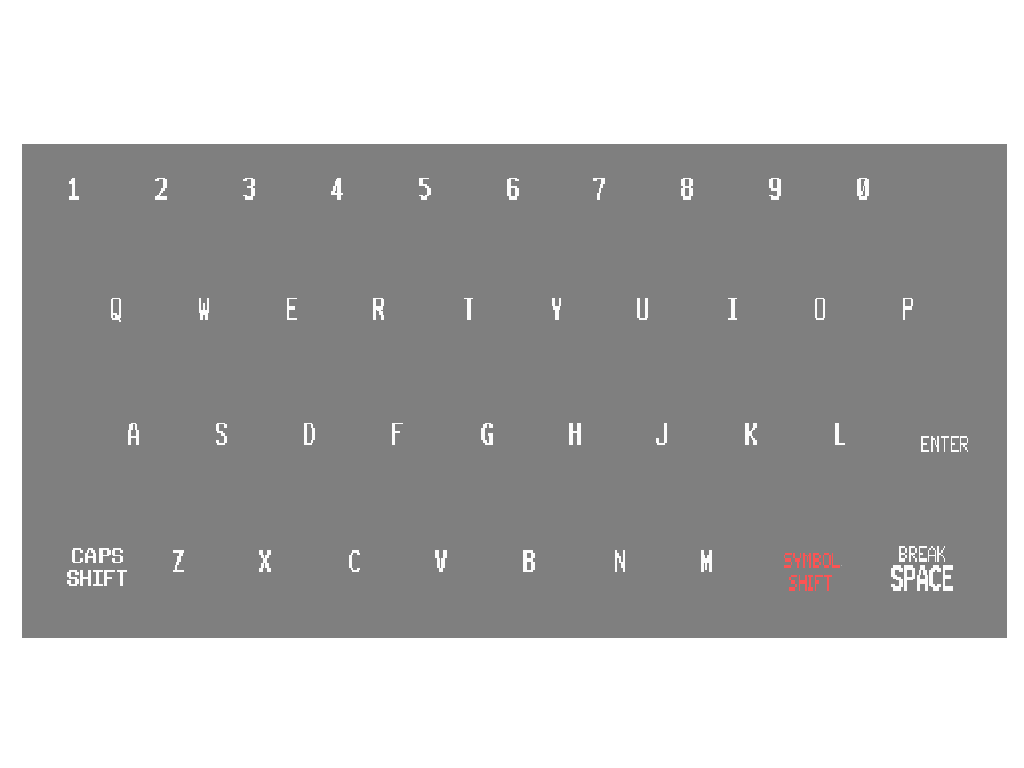 1 2 3 4 5 6 7 8 9 0
Q W E R T Y U I O P
A S D F G H J K L ENTER
CAPS SHIFT Z X C V B N M SYMBOL SHIFT BREAK SPACE